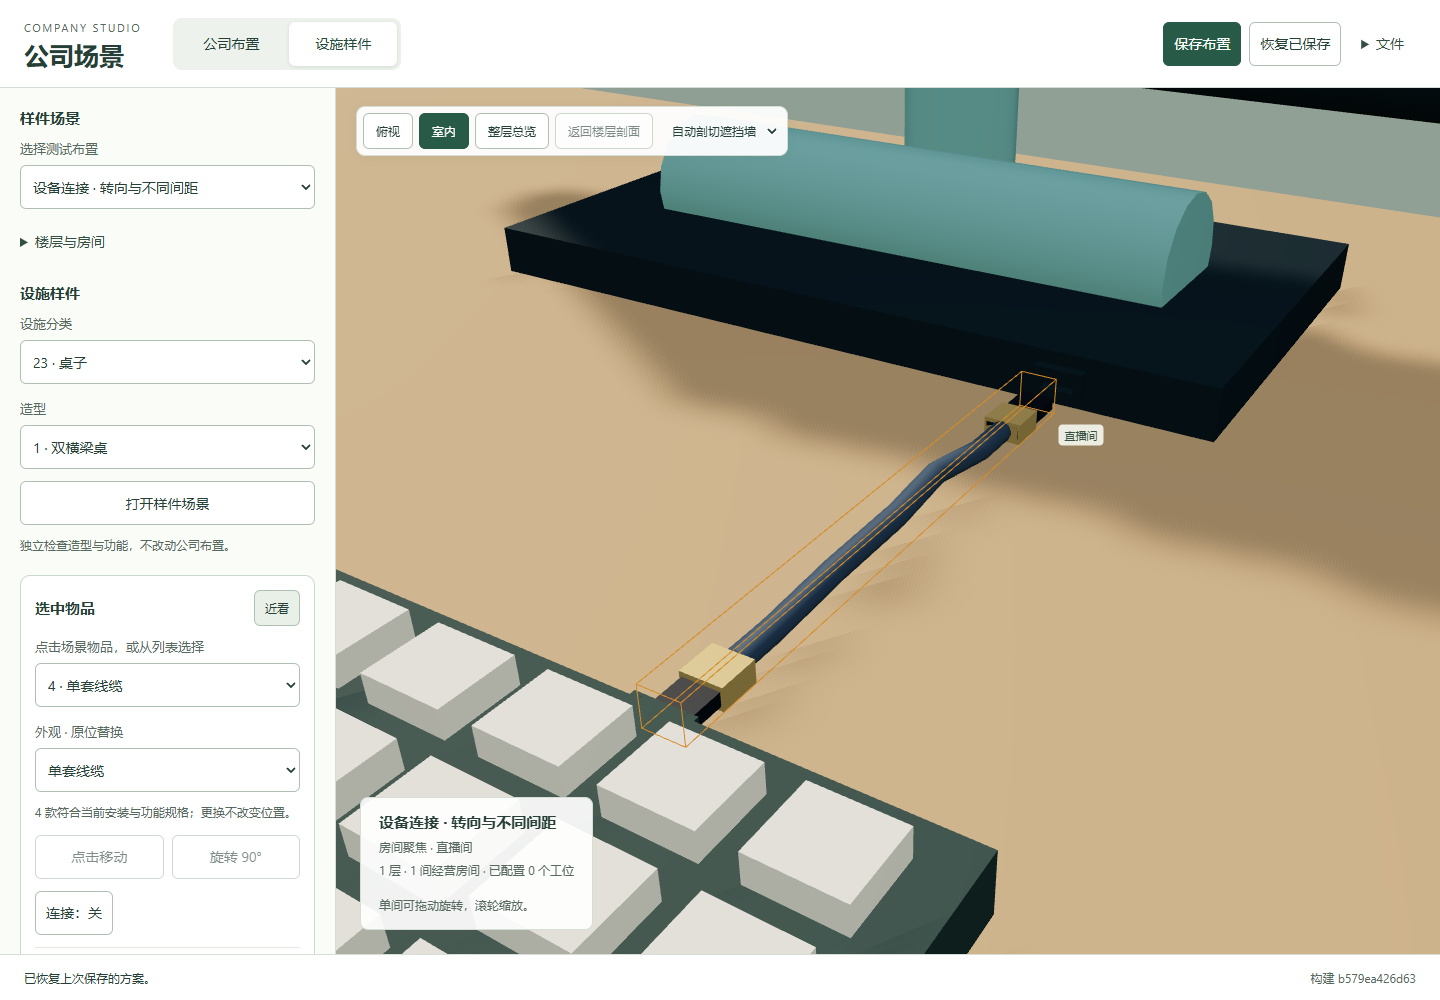 COMPANY STUDIO
公司场景
公司布置
设施样件
保存布置
恢复已保存
▶ 文件
样件场景
选择测试布置
设备连接 · 转向与不同间距
▶ 楼层与房间
设施样件
设施分类
23 · 桌子
造型
1 · 双横梁桌
打开样件场景
独立检查造型与功能，不改动公司布置。
选中物品
近看
点击场景物品，或从列表选择
4 · 单套线缆
外观 · 原位替换
单套线缆
4 款符合当前安装与功能规格；更换不改变位置。
点击移动
旋转 90°
连接：关
俯视
室内
整层总览
返回楼层剖面
自动剖切遮挡墙
直播间
设备连接 · 转向与不同间距
房间聚焦 · 直播间
1 层 · 1 间经营房间 · 已配置 0 个工位
单间可拖动旋转，滚轮缩放。
已恢复上次保存的方案。
构建 b579ea426d63